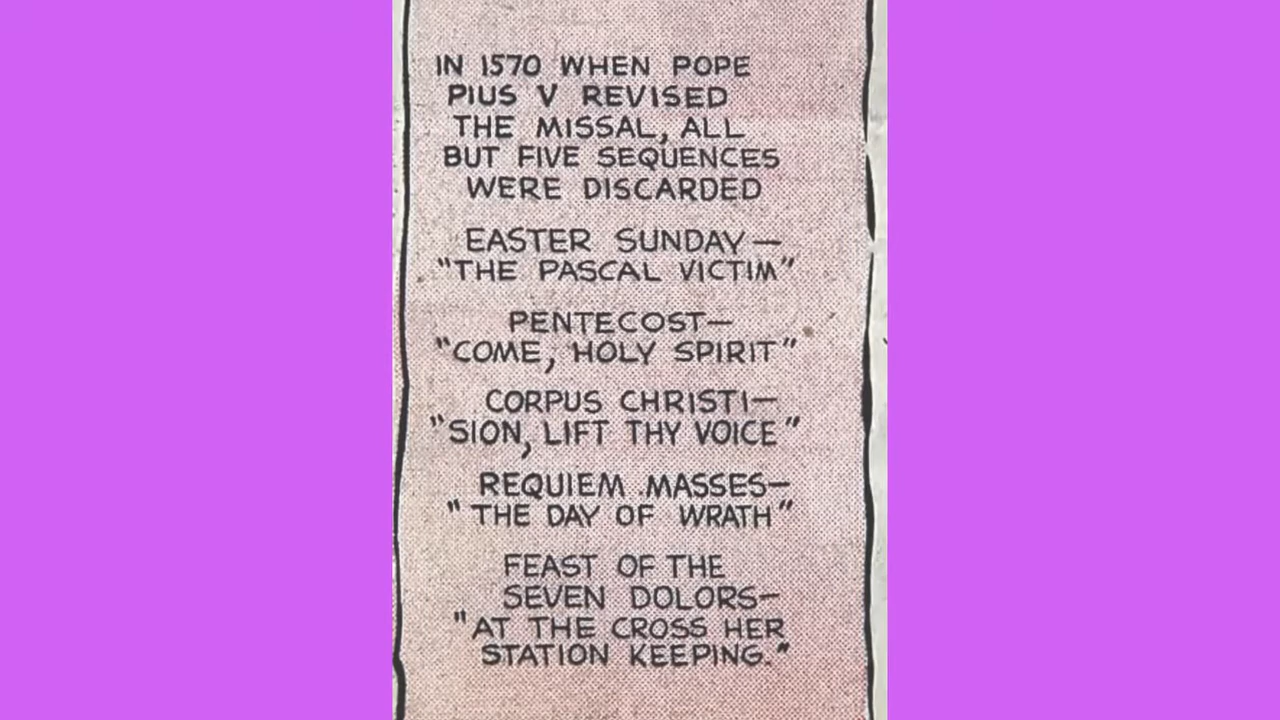 IN 1570 WHEN POPE
PIUS V REVISED
THE MISSAL, ALL
BUT FIVE SEQUENCES
WERE DISCARDED
EASTER SUNDAY—
"THE PASCAL VICTIM"
PENTECOST—
"COME, HOLY SPIRIT"
CORPUS CHRISTI—
"SION, LIFT THY VOICE"
REQUIEM MASSES—
"THE DAY OF WRATH"
FEAST OF THE
SEVEN DOLORS—
"AT THE CROSS HER
STATION KEEPING."